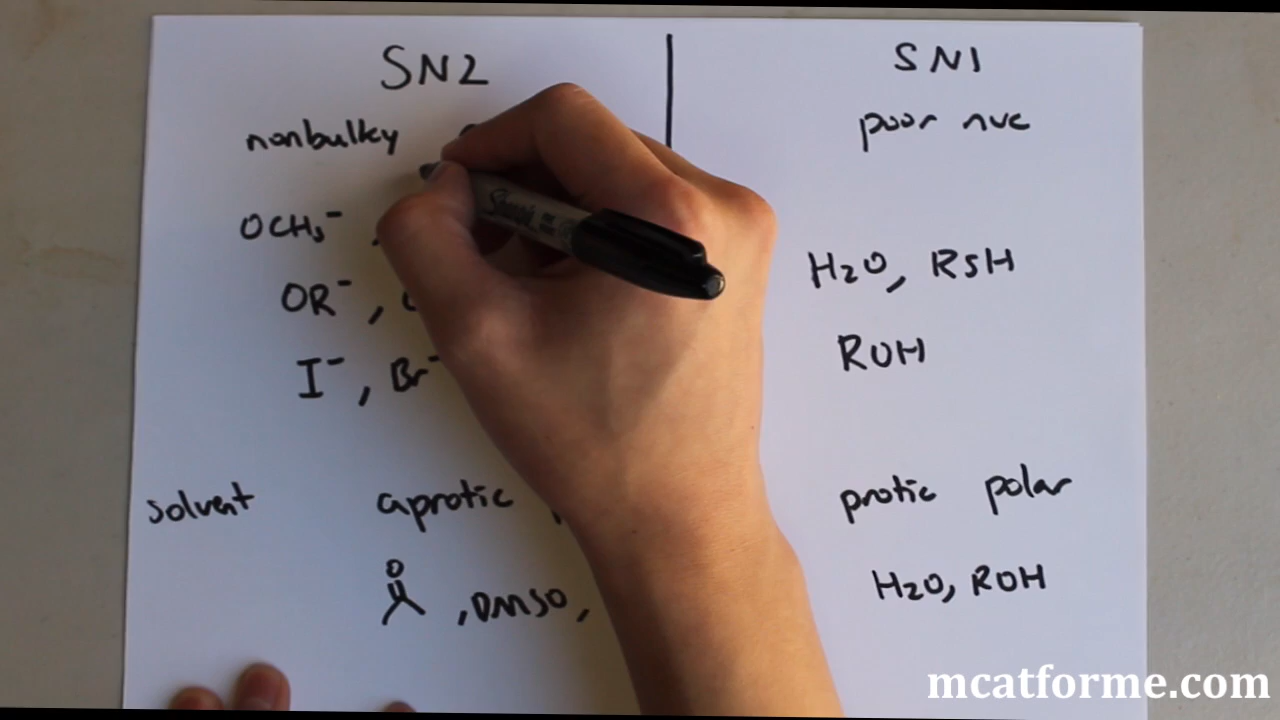 SN2
SN1
nonbulky
poor nuc
OCH₃⁻
OR⁻,
I⁻, Br⁻
H₂O, RSH
ROH
solvent aprotic
protic polar
O
, DMSO,
H₂O, ROH
Sharpie
mcatforme.com